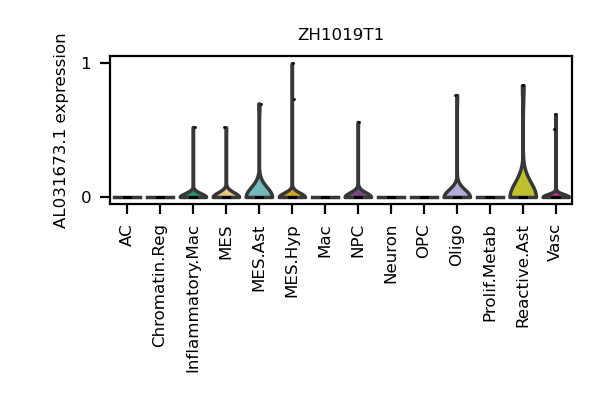 ZH1019T1
AL031673.1 expression
1
0
AC
Chromatin.Reg
Inflammatory.Mac
MES
MES.Ast
MES.Hyp
Mac
NPC
Neuron
OPC
Oligo
Prolif.Metab
Reactive.Ast
Vasc